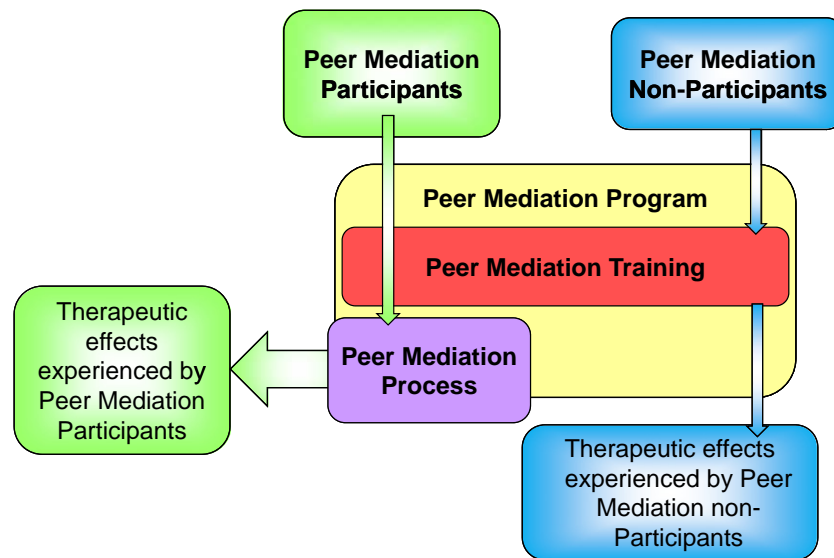 Peer Mediation
Participants
Peer Mediation
Non-Participants
Peer Mediation Program
Peer Mediation Training
Therapeutic
effects
experienced by
Peer Mediation
Participants
Peer Mediation
Process
Therapeutic effects
experienced by Peer
Mediation non-
Participants